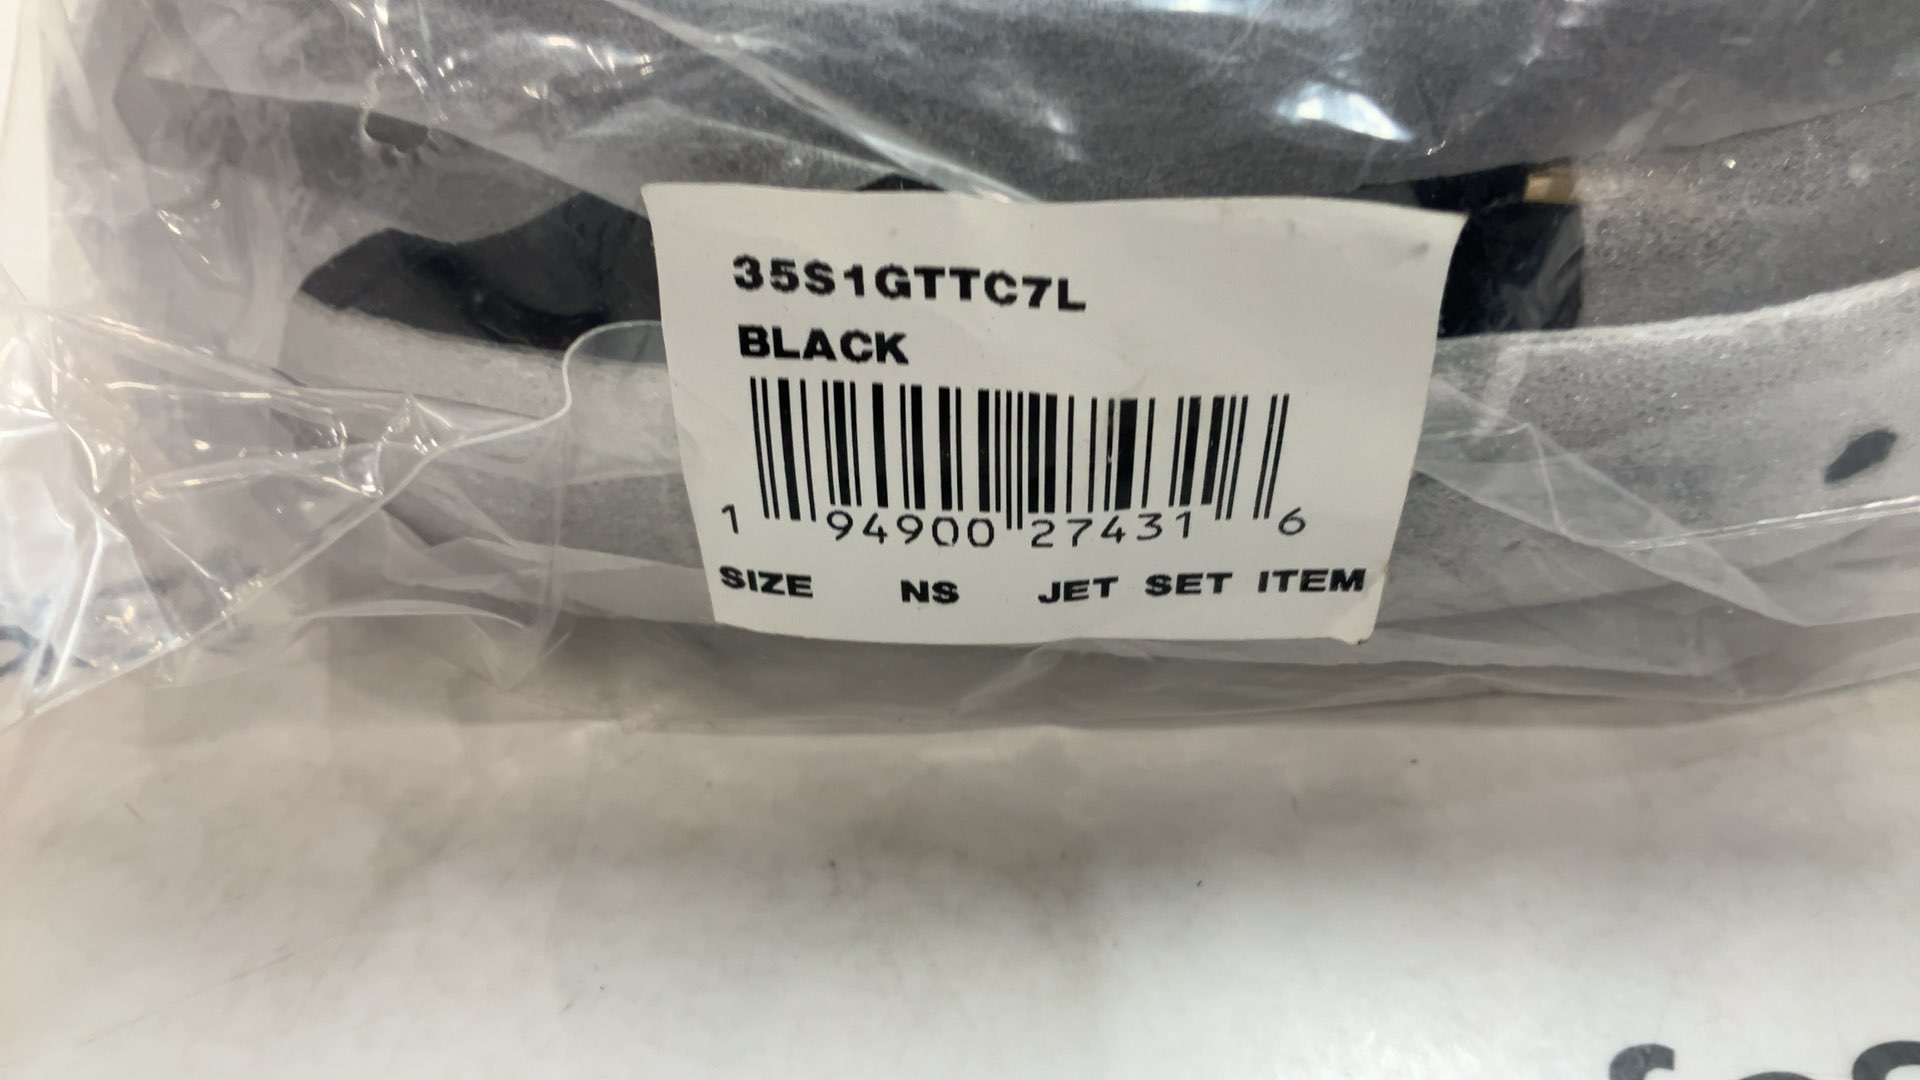 35S1GTTC7L
BLACK
1 94900 27431 6
SIZE NS JET SET ITEM